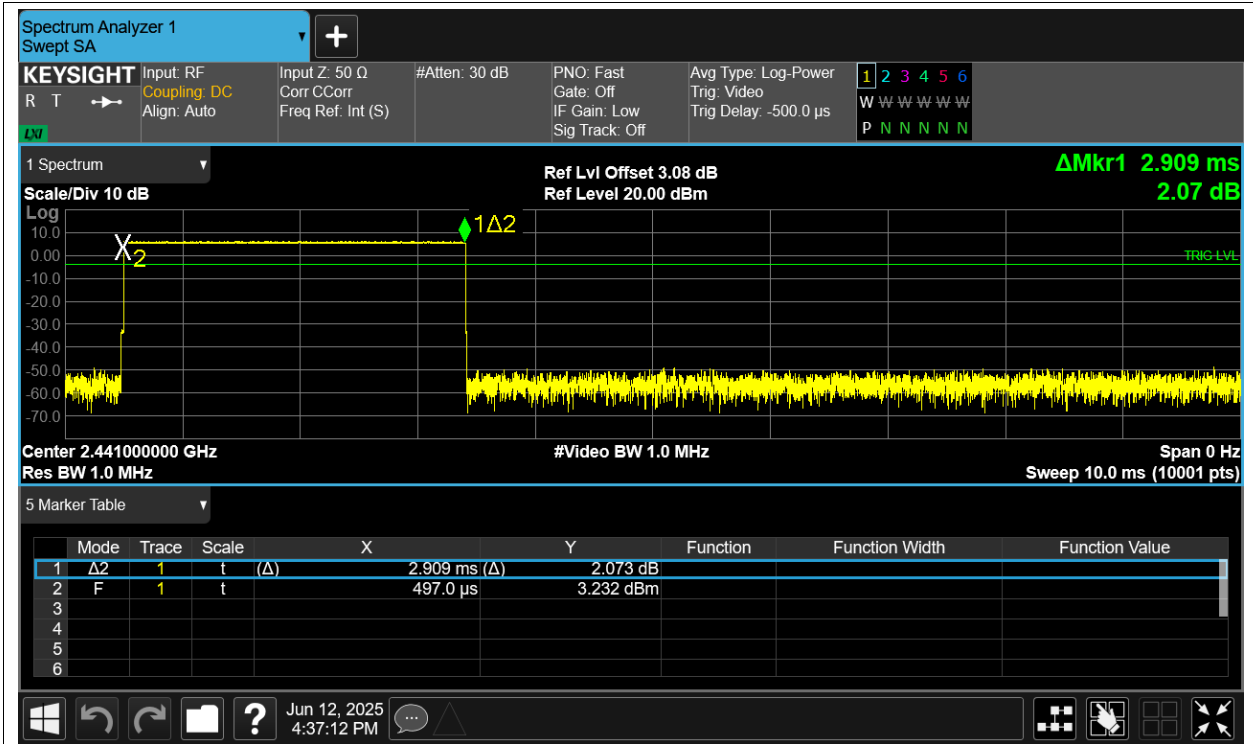 Spectrum Analyzer 1
Swept SA
KEYSIGHT Input: RF Input Z: 50 Ω #Atten: 30 dB PNO: Fast Avg Type: Log-Power 1 2 3 4 5 6
R T Coupling: DC Corr CCorr Gate: Off Trig: Video W W W W W W
Align: Auto Freq Ref: Int (S) IF Gain: Low Trig Delay: -500.0 µs
LXI Sig Track: Off P N N N N N
1 Spectrum Ref Lvl Offset 3.08 dB ΔMkr1 2.909 ms
Scale/Div 10 dB Ref Level 20.00 dBm 2.07 dB
Log
1Δ2
10.0
2
0.00 TRIG LVL
-10.0
-20.0
-30.0
-40.0
-50.0
-60.0
-70.0
Center 2.441000000 GHz #Video BW 1.0 MHz Span 0 Hz
Res BW 1.0 MHz Sweep 10.0 ms (10001 pts)
5 Marker Table
Mode Trace Scale X Y Function Function Width Function Value
1 Δ2 1 t (Δ) 2.909 ms (Δ) 2.073 dB
2 F 1 t 497.0 µs 3.232 dBm
3
4
5
6
? Jun 12, 2025
4:37:12 PM